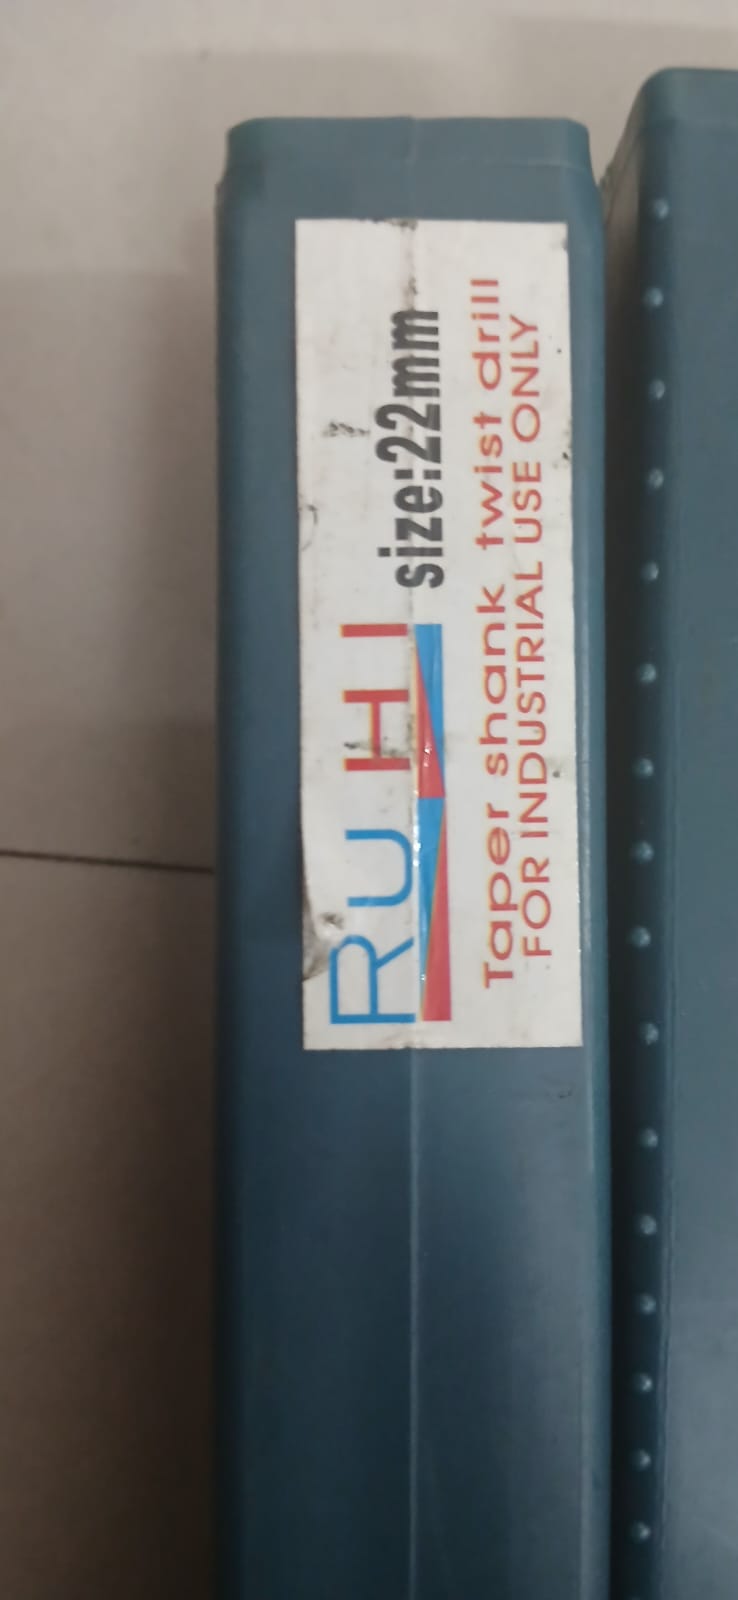 RUHI
size:22mm
Taper shank twist drill
FOR INDUSTRIAL USE ONLY